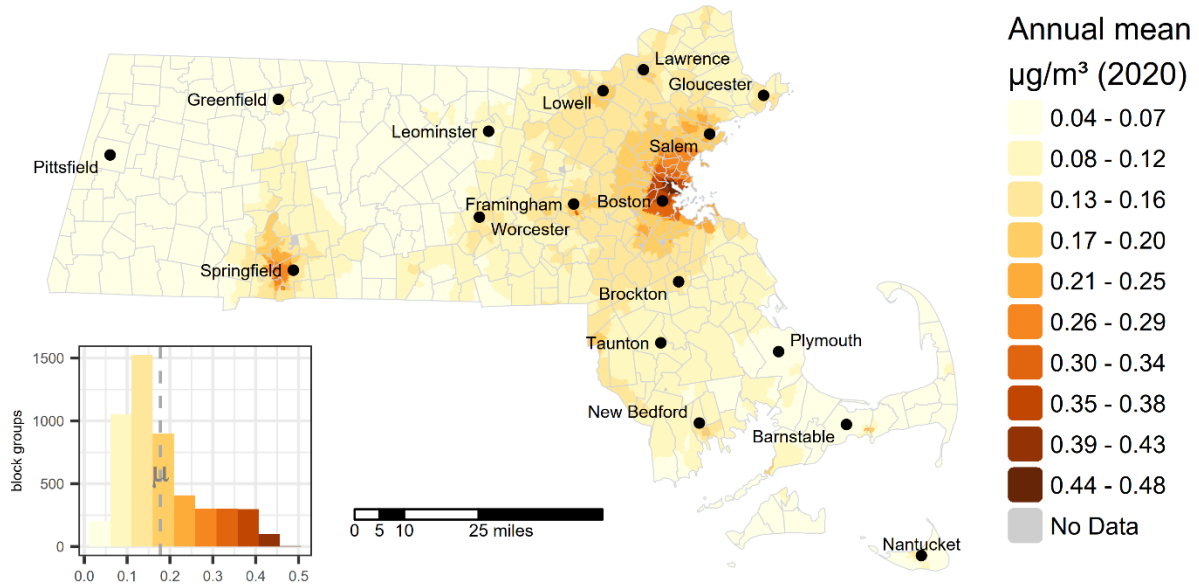 Annual mean
µg/m³ (2020)
0.04 - 0.07
0.08 - 0.12
0.13 - 0.16
0.17 - 0.20
0.21 - 0.25
0.26 - 0.29
0.30 - 0.34
0.35 - 0.38
0.39 - 0.43
0.44 - 0.48
No Data
Lawrence
Gloucester
Greenfield
Lowell
Leominster
Salem
Pittsfield
Framingham
Boston
Worcester
Springfield
Brockton
Taunton
Plymouth
New Bedford
Barnstable
Nantucket
1500
1000
500
0
block groups
µ
0.0 0.1 0.2 0.3 0.4 0.5
0 5 10 25 miles